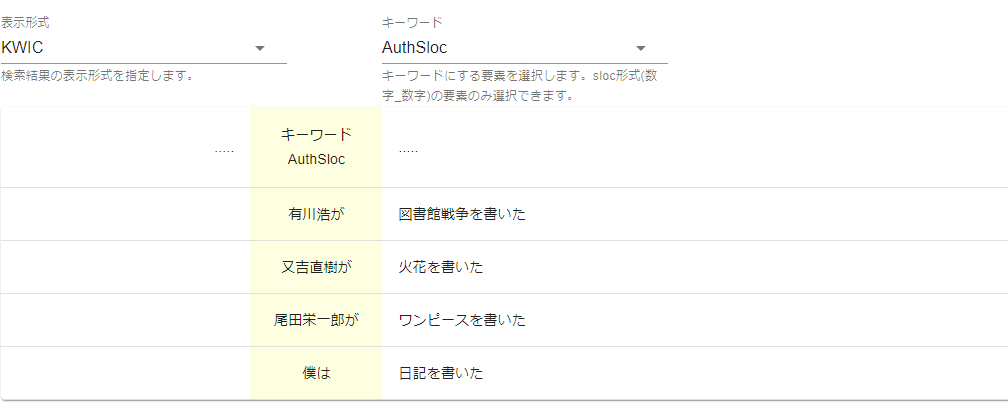 表示形式
キーワード
KWIC
AuthSloc
検索結果の表示形式を指定します。
キーワードにする要素を選択します。sloc形式(数
字_数字)の要素のみ選択できます。
.....
キーワード
AuthSloc
.....
有川浩が 図書館戦争を書いた
又吉直樹が 火花を書いた
尾田栄一郎が ワンピースを書いた
僕は 日記を書いた